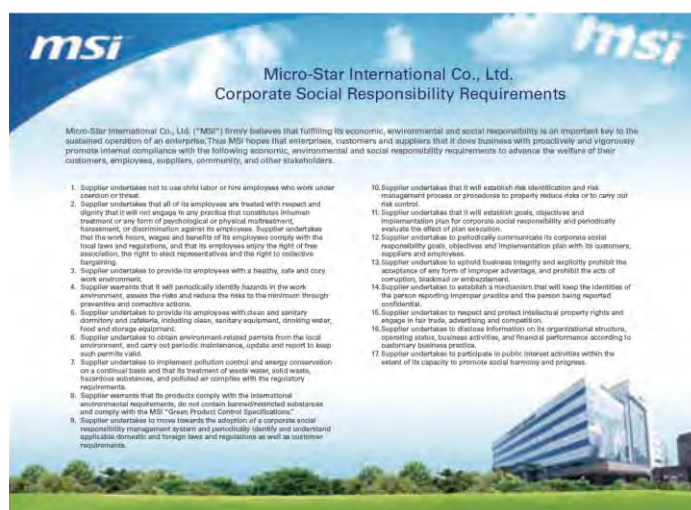 msi
msi
Micro-Star International Co., Ltd.
Corporate Social Responsibility Requirements
Micro-Star International Co., Ltd. ("MSI") firmly believes that fulfilling its economic, environmental and social responsibility is an important key to the
sustained operation of an enterprise.Thus MSI hopes that enterprises, customers and suppliers that it does business with proactively and vigorously
promote internal compliance with the following economic, environmental and social responsibility requirements to advance the welfare of their
customers, employees, suppliers, community, and other stakeholders.
1. Supplier undertakes not to use child labor or hire employees who work under
coercion or threat.
2. Supplier undertakes that all of its employees are treated with respect and
dignity that it will not engage in any practice that constitutes inhuman
treatment or any form of psychological or physical maltreatment,
harassment, or discrimination against its employees. Supplier undertakes
that the work hours, wages and benefits of its employees comply with the
local laws and regulations, and that its employees enjoy the right of free
association, the right to elect representatives and the right to collective
bargaining.
3. Supplier undertakes to provide its employees with a healthy, safe and cozy
work environment.
4. Supplier warrants that it will periodically identify hazards in the work
environment, assess the risks and reduce the risks to the minimum through
preventive and corrective actions.
5. Supplier undertakes to provide its employees with clean and sanitary
dormitory and cafeteria, including clean, sanitary equipment, drinking water,
food and storage equipment.
6. Supplier undertakes to obtain environment-related permits from the local
environment, and carry out periodic maintenance, update and report to keep
such permits valid.
7. Supplier undertakes to implement pollution control and energy conservation
on a continual basis and that its treatment of waste water, solid waste,
hazardous substances, and polluted air complies with the regulatory
requirements.
8. Supplier warrants that its products comply with the international
environmental requirements, do not contain banned/restricted substances
and comply with the MSI "Green Product Control Specifications."
9. Supplier undertakes to move towards the adoption of a corporate social
responsibility management system and periodically identify and understand
applicable domestic and foreign laws and regulations as well as customer
requirements.
10. Supplier undertakes that it will establish risk identification and risk
management process or procedures to properly reduce risks or to carry out
risk control.
11. Supplier undertakes that it will establish goals, objectives and
implementation plan for corporate social responsibility and periodically
evaluate the effect of plan execution.
12. Supplier undertakes to periodically communicate its corporate social
responsibility goals, objectives and implementation plan with its customers,
suppliers and employees.
13. Supplier undertakes to uphold business integrity and explicitly prohibit the
acceptance of any form of improper advantage, and prohibit the acts of
corruption, blackmail or embezzlement.
14. Supplier undertakes to establish a mechanism that will keep the identities of
the person reporting improper practice and the person being reported
confidential.
15. Supplier undertakes to respect and protect intellectual property rights and
engage in fair trade, advertising and competition.
16. Supplier undertakes to disclose information on its organizational structure,
operating status, business activities, and financial performance according to
customary business practice.
17. Supplier undertakes to participate in public interest activities within the
extent of its capacity to promote social harmony and progress.